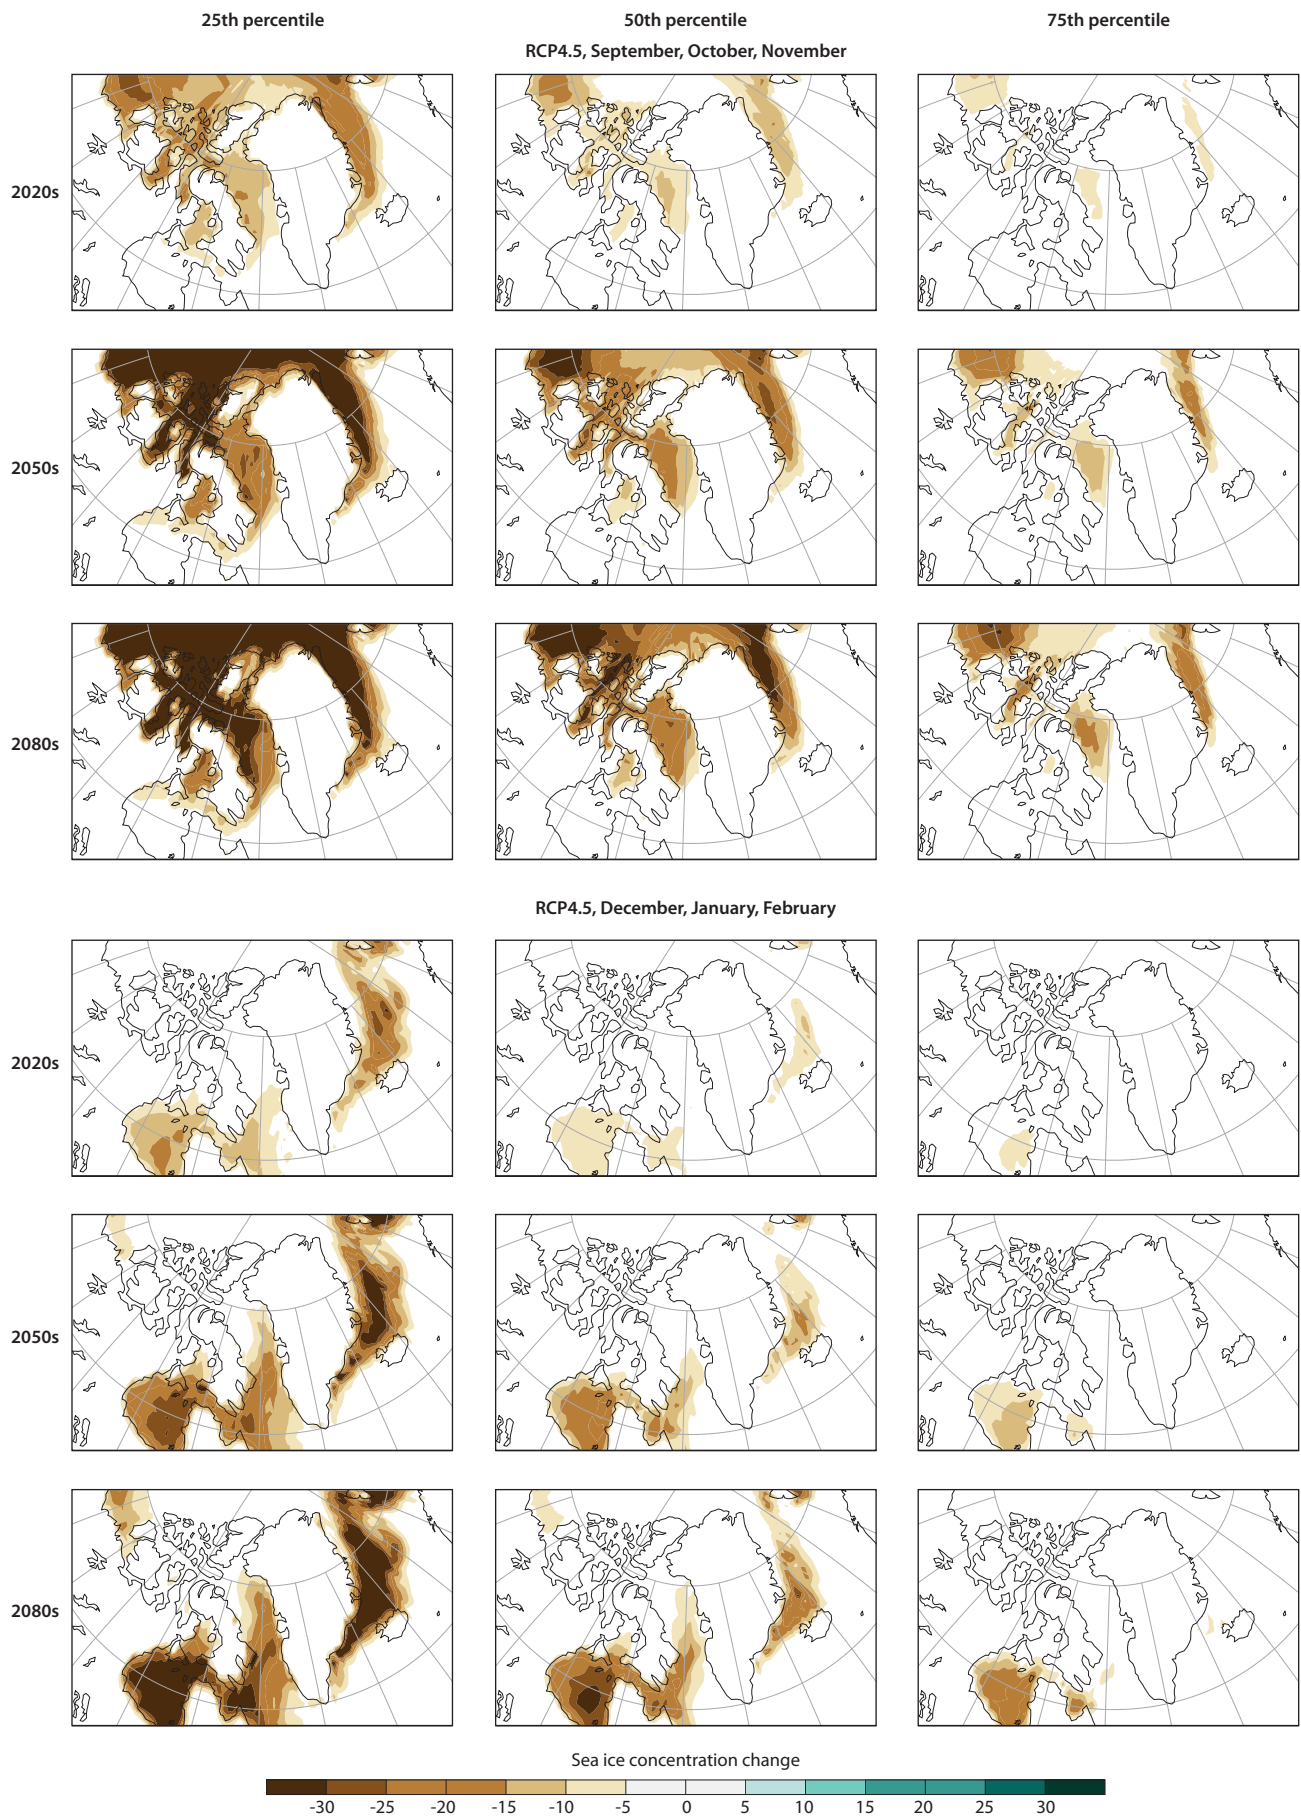 25th percentile 50th percentile 75th percentile
RCP4.5, September, October, November
2020s
2050s
2080s
RCP4.5, December, January, February
2020s
2050s
2080s
Sea ice concentration change
-30 -25 -20 -15 -10 -5 0 5 10 15 20 25 30